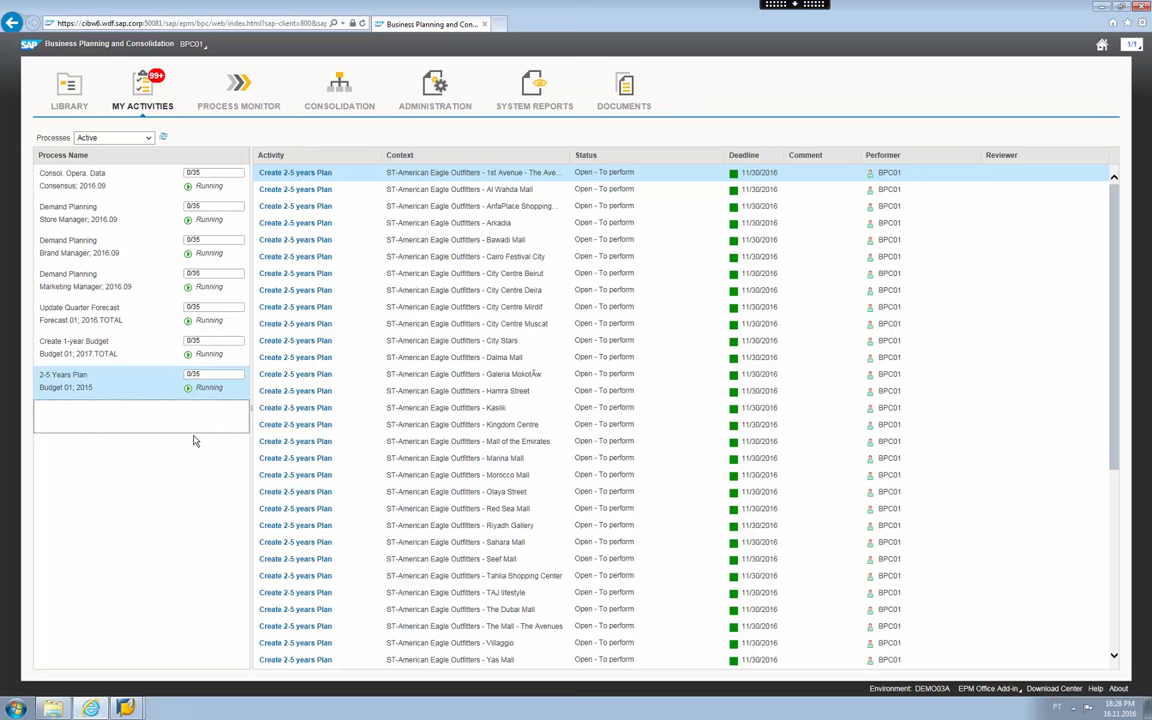 https://cibw6.wdf.sap.corp:50081/sap/epm/bpc/web/index.html?sap-client=800&sap
Business Planning and Con...
SAP Business Planning and Consolidation BPC01
1/1
99+
LIBRARY MY ACTIVITIES PROCESS MONITOR CONSOLIDATION ADMINISTRATION SYSTEM REPORTS DOCUMENTS
Processes Active
Process Name
Consol. Opera. Data 0/35
Consensus; 2016.09 Running
Demand Planning 0/35
Store Manager; 2016.09 Running
Demand Planning 0/35
Brand Manager; 2016.09 Running
Demand Planning 0/35
Marketing Manager; 2016.09 Running
Update Quarter Forecast 0/35
Forecast 01; 2016.TOTAL Running
Create 1-year Budget 0/35
Budget 01; 2017.TOTAL Running
2-5 Years Plan 0/35
Budget 01; 2015 Running
Activity Context Status Deadline Comment Performer Reviewer
Create 2-5 years Plan ST-American Eagle Outfitters - 1st Avenue - The Ave... Open - To perform 11/30/2016 BPC01
Create 2-5 years Plan ST-American Eagle Outfitters - Al Wahda Mall Open - To perform 11/30/2016 BPC01
Create 2-5 years Plan ST-American Eagle Outfitters - AnfaPlace Shopping... Open - To perform 11/30/2016 BPC01
Create 2-5 years Plan ST-American Eagle Outfitters - Arkadia Open - To perform 11/30/2016 BPC01
Create 2-5 years Plan ST-American Eagle Outfitters - Bawadi Mall Open - To perform 11/30/2016 BPC01
Create 2-5 years Plan ST-American Eagle Outfitters - Cairo Festival City Open - To perform 11/30/2016 BPC01
Create 2-5 years Plan ST-American Eagle Outfitters - City Centre Beirut Open - To perform 11/30/2016 BPC01
Create 2-5 years Plan ST-American Eagle Outfitters - City Centre Deira Open - To perform 11/30/2016 BPC01
Create 2-5 years Plan ST-American Eagle Outfitters - City Centre Mirdif Open - To perform 11/30/2016 BPC01
Create 2-5 years Plan ST-American Eagle Outfitters - City Centre Muscat Open - To perform 11/30/2016 BPC01
Create 2-5 years Plan ST-American Eagle Outfitters - City Stars Open - To perform 11/30/2016 BPC01
Create 2-5 years Plan ST-American Eagle Outfitters - Dalma Mall Open - To perform 11/30/2016 BPC01
Create 2-5 years Plan ST-American Eagle Outfitters - Galeria MokotÃw Open - To perform 11/30/2016 BPC01
Create 2-5 years Plan ST-American Eagle Outfitters - Hamra Street Open - To perform 11/30/2016 BPC01
Create 2-5 years Plan ST-American Eagle Outfitters - Kaslik Open - To perform 11/30/2016 BPC01
Create 2-5 years Plan ST-American Eagle Outfitters - Kingdom Centre Open - To perform 11/30/2016 BPC01
Create 2-5 years Plan ST-American Eagle Outfitters - Mall of the Emirates Open - To perform 11/30/2016 BPC01
Create 2-5 years Plan ST-American Eagle Outfitters - Marina Mall Open - To perform 11/30/2016 BPC01
Create 2-5 years Plan ST-American Eagle Outfitters - Morocco Mall Open - To perform 11/30/2016 BPC01
Create 2-5 years Plan ST-American Eagle Outfitters - Olaya Street Open - To perform 11/30/2016 BPC01
Create 2-5 years Plan ST-American Eagle Outfitters - Red Sea Mall Open - To perform 11/30/2016 BPC01
Create 2-5 years Plan ST-American Eagle Outfitters - Riyadh Gallery Open - To perform 11/30/2016 BPC01
Create 2-5 years Plan ST-American Eagle Outfitters - Sahara Mall Open - To perform 11/30/2016 BPC01
Create 2-5 years Plan ST-American Eagle Outfitters - Seef Mall Open - To perform 11/30/2016 BPC01
Create 2-5 years Plan ST-American Eagle Outfitters - Tahlia Shopping Center Open - To perform 11/30/2016 BPC01
Create 2-5 years Plan ST-American Eagle Outfitters - TAJ lifestyle Open - To perform 11/30/2016 BPC01
Create 2-5 years Plan ST-American Eagle Outfitters - The Dubai Mall Open - To perform 11/30/2016 BPC01
Create 2-5 years Plan ST-American Eagle Outfitters - The Mall - The Avenues Open - To perform 11/30/2016 BPC01
Create 2-5 years Plan ST-American Eagle Outfitters - Villaggio Open - To perform 11/30/2016 BPC01
Create 2-5 years Plan ST-American Eagle Outfitters - Yas Mall Open - To perform 11/30/2016 BPC01
Environment: DEMO03A EPM Office Add-in Download Center Help About
PT 18:28 PM
16.11.2016